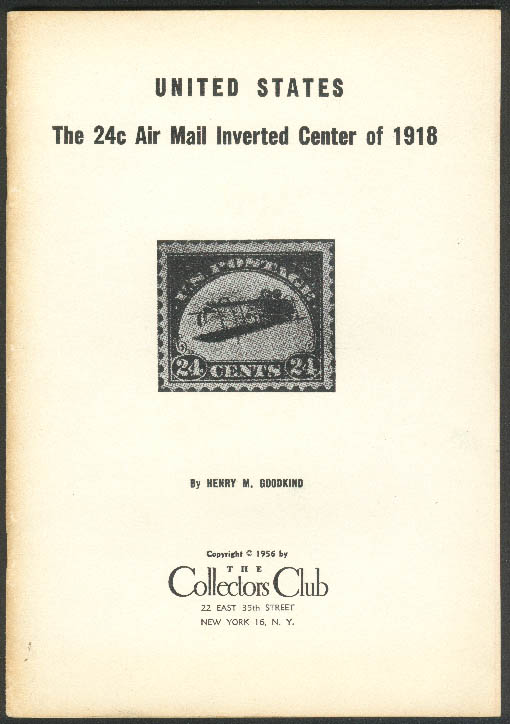 UNITED STATES
The 24c Air Mail Inverted Center of 1918
U.S. POSTAGE
24 CENTS 24
By HENRY M. GOODKIND
Copyright © 1956 by
THE
Collectors Club
22 EAST 35th STREET
NEW YORK 16, N. Y.